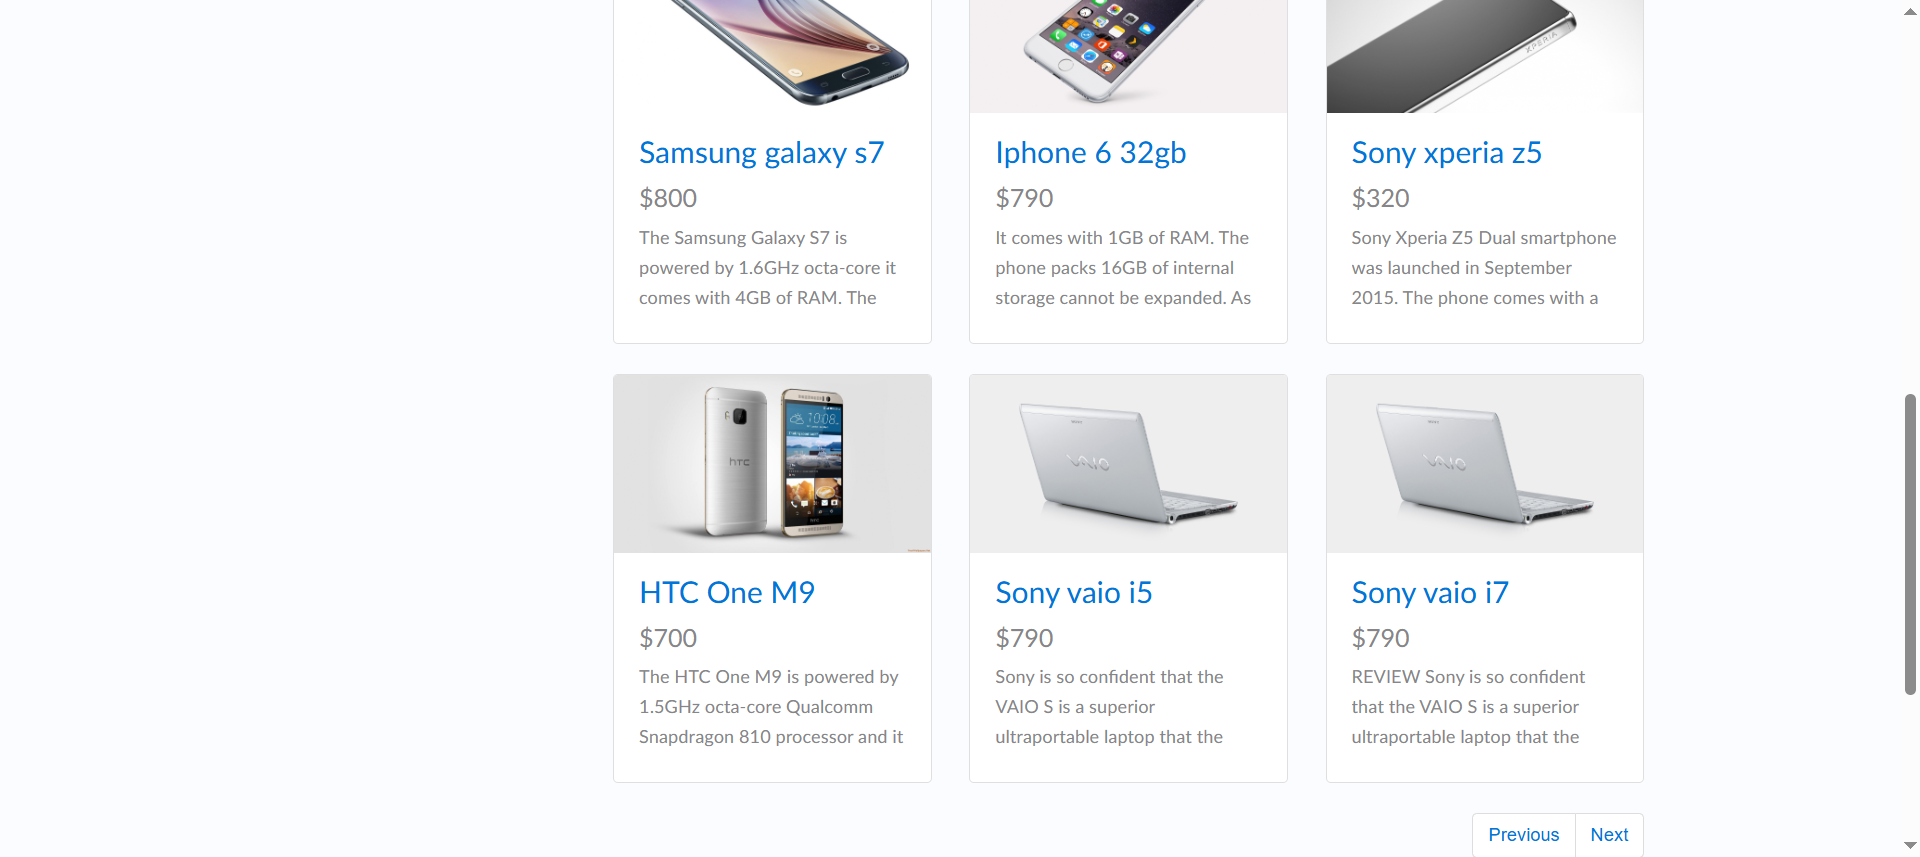 XPERIA
Samsung galaxy s7
$800
The Samsung Galaxy S7 is
powered by 1.6GHz octa-core it
comes with 4GB of RAM. The
Iphone 6 32gb
$790
It comes with 1GB of RAM. The
phone packs 16GB of internal
storage cannot be expanded. As
Sony xperia z5
$320
Sony Xperia Z5 Dual smartphone
was launched in September
2015. The phone comes with a
hTC
10:08
HTC One M9
$700
The HTC One M9 is powered by
1.5GHz octa-core Qualcomm
Snapdragon 810 processor and it
VAIO
Sony vaio i5
$790
Sony is so confident that the
VAIO S is a superior
ultraportable laptop that the
VAIO
Sony vaio i7
$790
REVIEW Sony is so confident
that the VAIO S is a superior
ultraportable laptop that the
Previous
Next